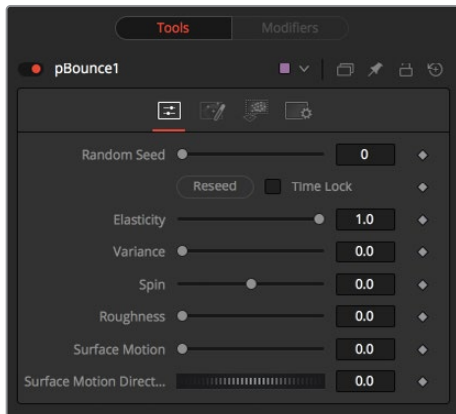 Tools Modifiers
pBounce1
Random Seed 0
Reseed Time Lock
Elasticity 1.0
Variance 0.0
Spin 0.0
Roughness 0.0
Surface Motion 0.0
Surface Motion Direct... 0.0